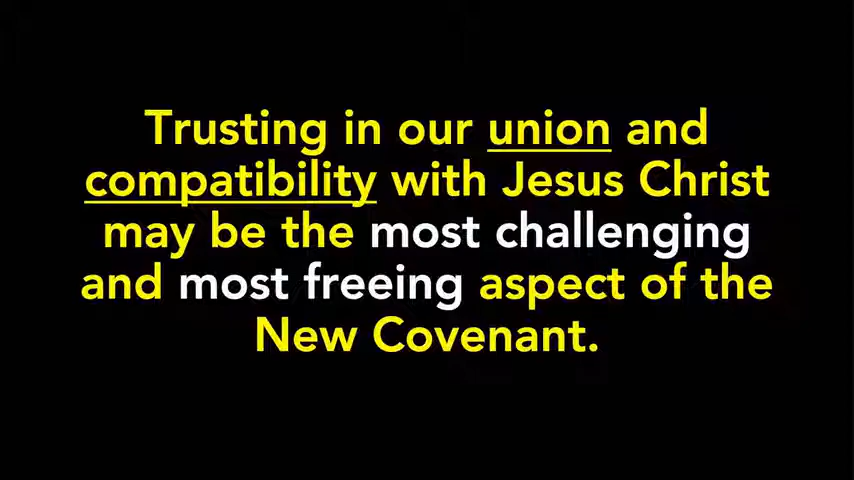 Trusting in our union and
compatibility with Jesus Christ
may be the most challenging
and most freeing aspect of the
New Covenant.